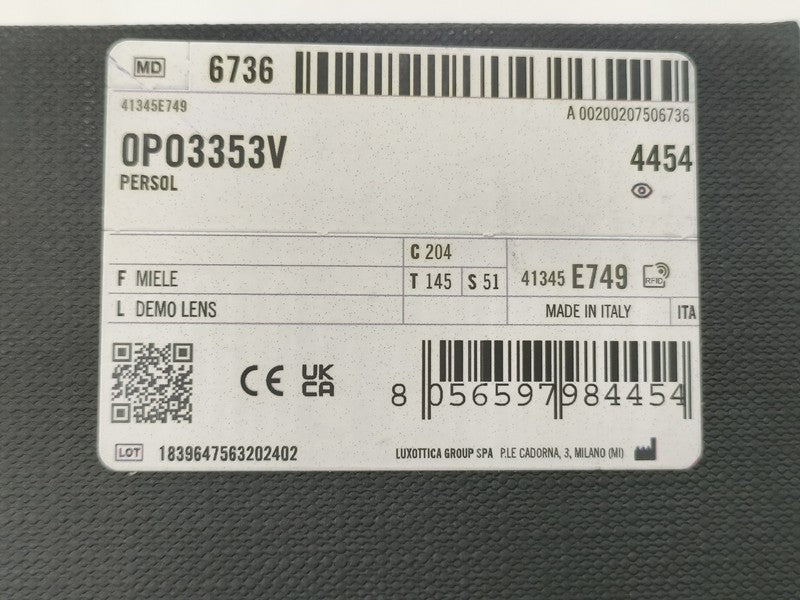 MD 6736
41345E749
A 00200207506736
0PO3353V 4454
PERSOL
C 204
F MIELE T 145 S 51 41345 E749 RFID
L DEMO LENS MADE IN ITALY ITA
CE UK CA
8 056597 984454
LOT 1839647563202402 LUXOTTICA GROUP SPA P.LE CADORNA, 3, MILANO (MI)